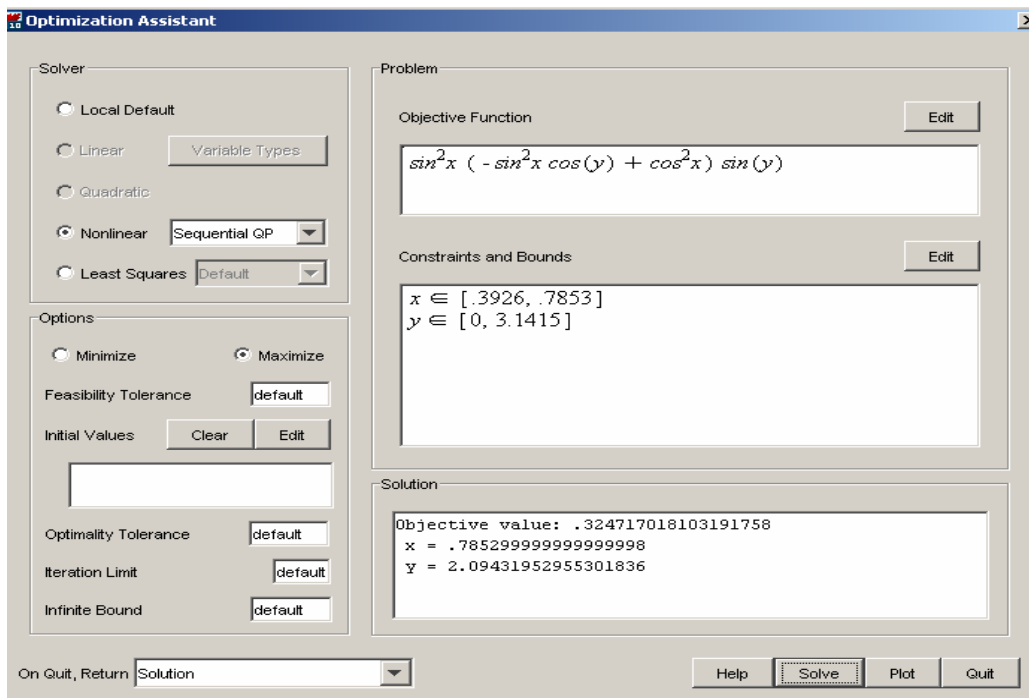 Optimization Assistant
Solver
Local Default
Linear Variable Types
Quadratic
Nonlinear Sequential QP
Least Squares Default
Options
Minimize Maximize
Feasibility Tolerance default
Initial Values Clear Edit
Optimality Tolerance default
Iteration Limit default
Infinite Bound default
Problem
Objective Function Edit
sin²x (-sin²x cos(y) + cos²x) sin(y)
Constraints and Bounds Edit
x ∈ [.3926, .7853]
y ∈ [0, 3.1415]
Solution
Objective value: .324717018103191758
x = .785299999999999998
y = 2.09431952955301836
On Quit, Return Solution Help Solve Plot Quit